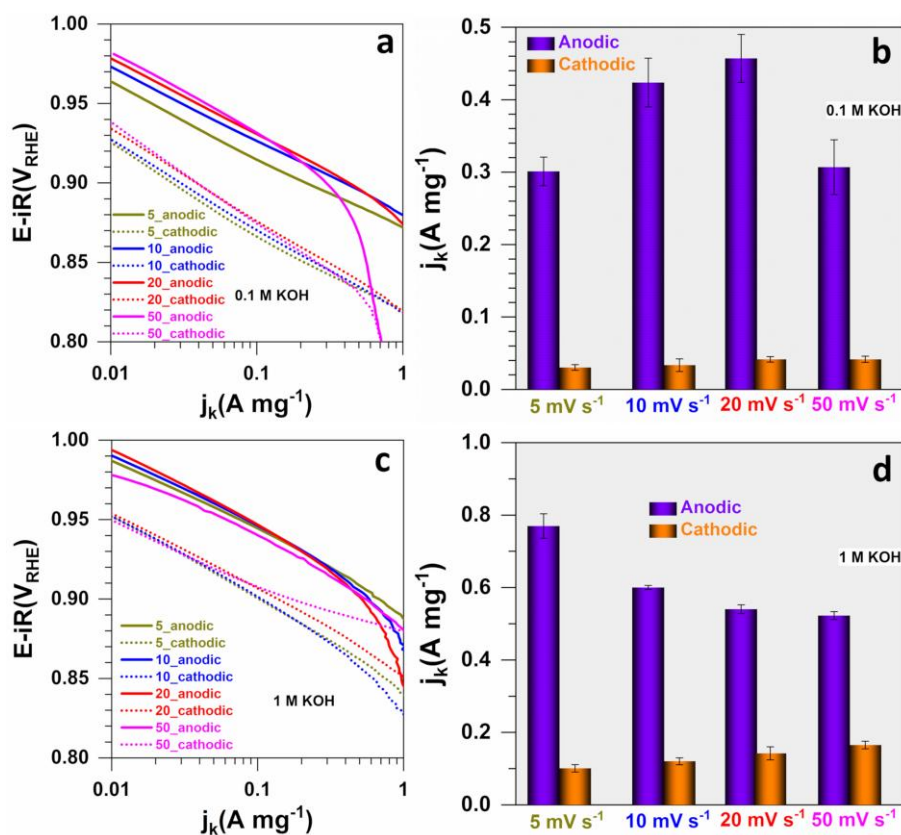 a
1.00
0.95
0.90
0.85
0.80
E-iR(V_RHE)
5_anodic
5_cathodic
10_anodic
10_cathodic
20_anodic
20_cathodic
50_anodic
50_cathodic
0.1 M KOH
0.01 0.1 1
j_k(A mg⁻¹)
b
0.5
0.4
0.3
0.2
0.1
0.0
j_k(A mg⁻¹)
Anodic
Cathodic
0.1 M KOH
5 mV s⁻¹ 10 mV s⁻¹ 20 mV s⁻¹ 50 mV s⁻¹
c
1.00
0.95
0.90
0.85
0.80
E-iR(V_RHE)
5_anodic
5_cathodic
10_anodic
10_cathodic
20_anodic
20_cathodic
50_anodic
50_cathodic
1 M KOH
0.01 0.1 1
j_k(A mg⁻¹)
d
1.0
0.8
0.6
0.4
0.2
0.0
j_k(A mg⁻¹)
Anodic
Cathodic
1 M KOH
5 mV s⁻¹ 10 mV s⁻¹ 20 mV s⁻¹ 50 mV s⁻¹